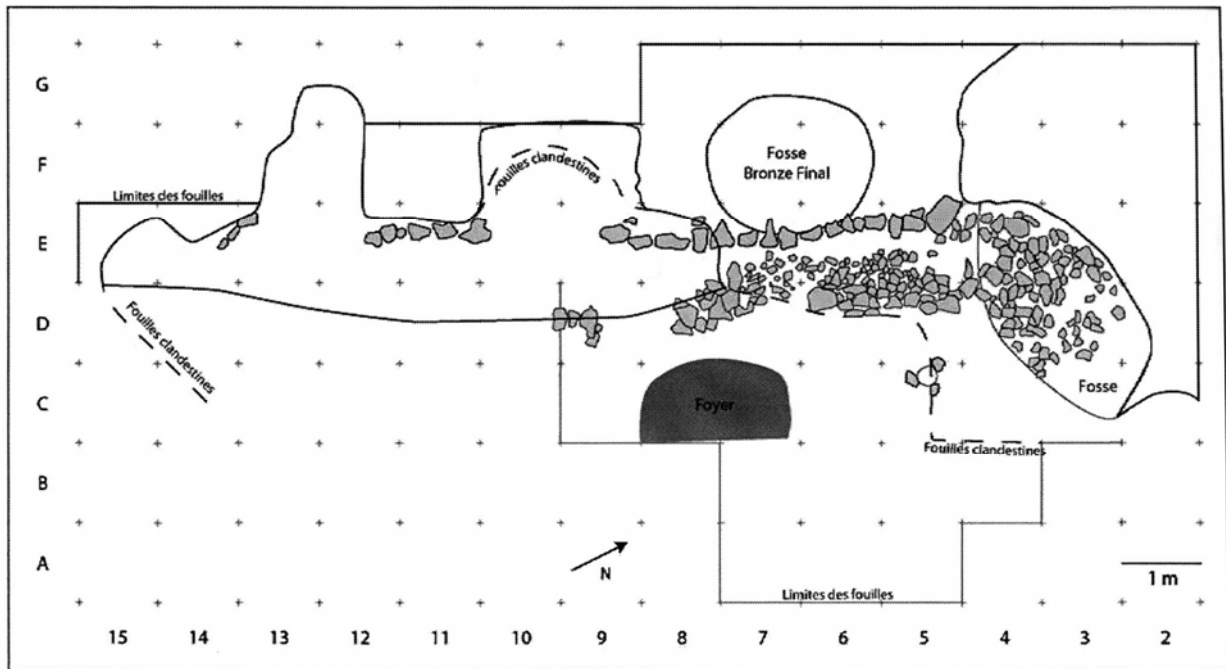 G
F
E
D
C
B
A
Limites des fouilles
Fouilles clandestines
Fosse
Bronze Final
Fouilles clandestines
Foyer
Fosse
Fouilles clandestines
N
1 m
Limites des fouilles
15 14 13 12 11 10 9 8 7 6 5 4 3 2